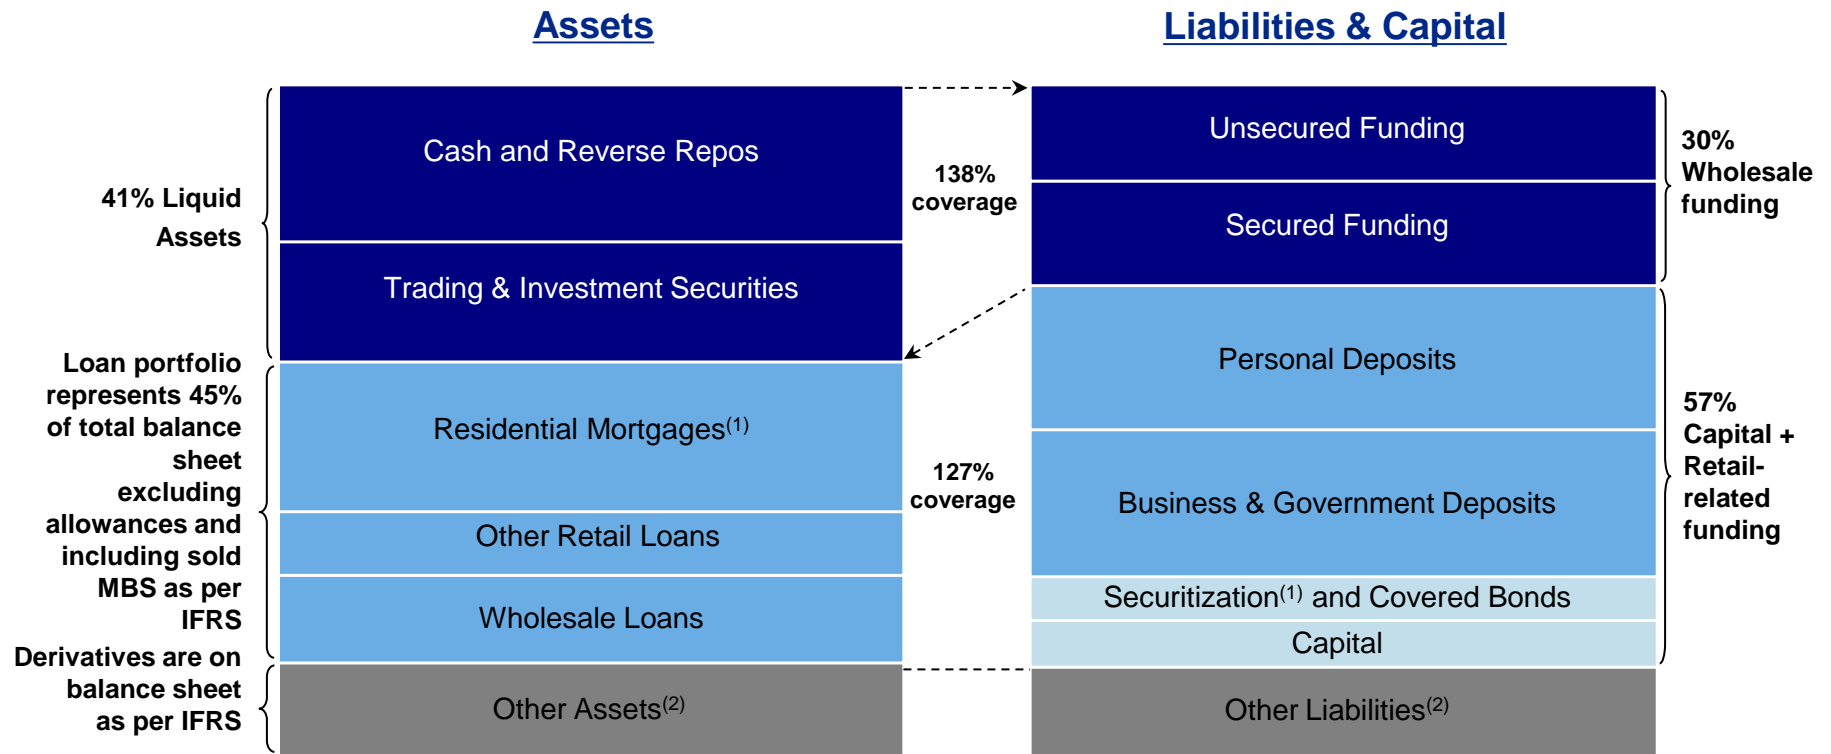 Assets
Liabilities & Capital
41% Liquid
Assets
Loan portfolio
represents 45%
of total balance
sheet
excluding
allowances and
including sold
MBS as per
IFRS
Derivatives are on
balance sheet
as per IFRS
Cash and Reverse Repos
Trading & Investment Securities
Residential Mortgages(1)
Other Retail Loans
Wholesale Loans
Other Assets(2)
138%
coverage
127%
coverage
Unsecured Funding
Secured Funding
Personal Deposits
Business & Government Deposits
Securitization(1) and Covered Bonds
Capital
Other Liabilities(2)
30%
Wholesale
funding
57%
Capital +
Retail-
related
funding